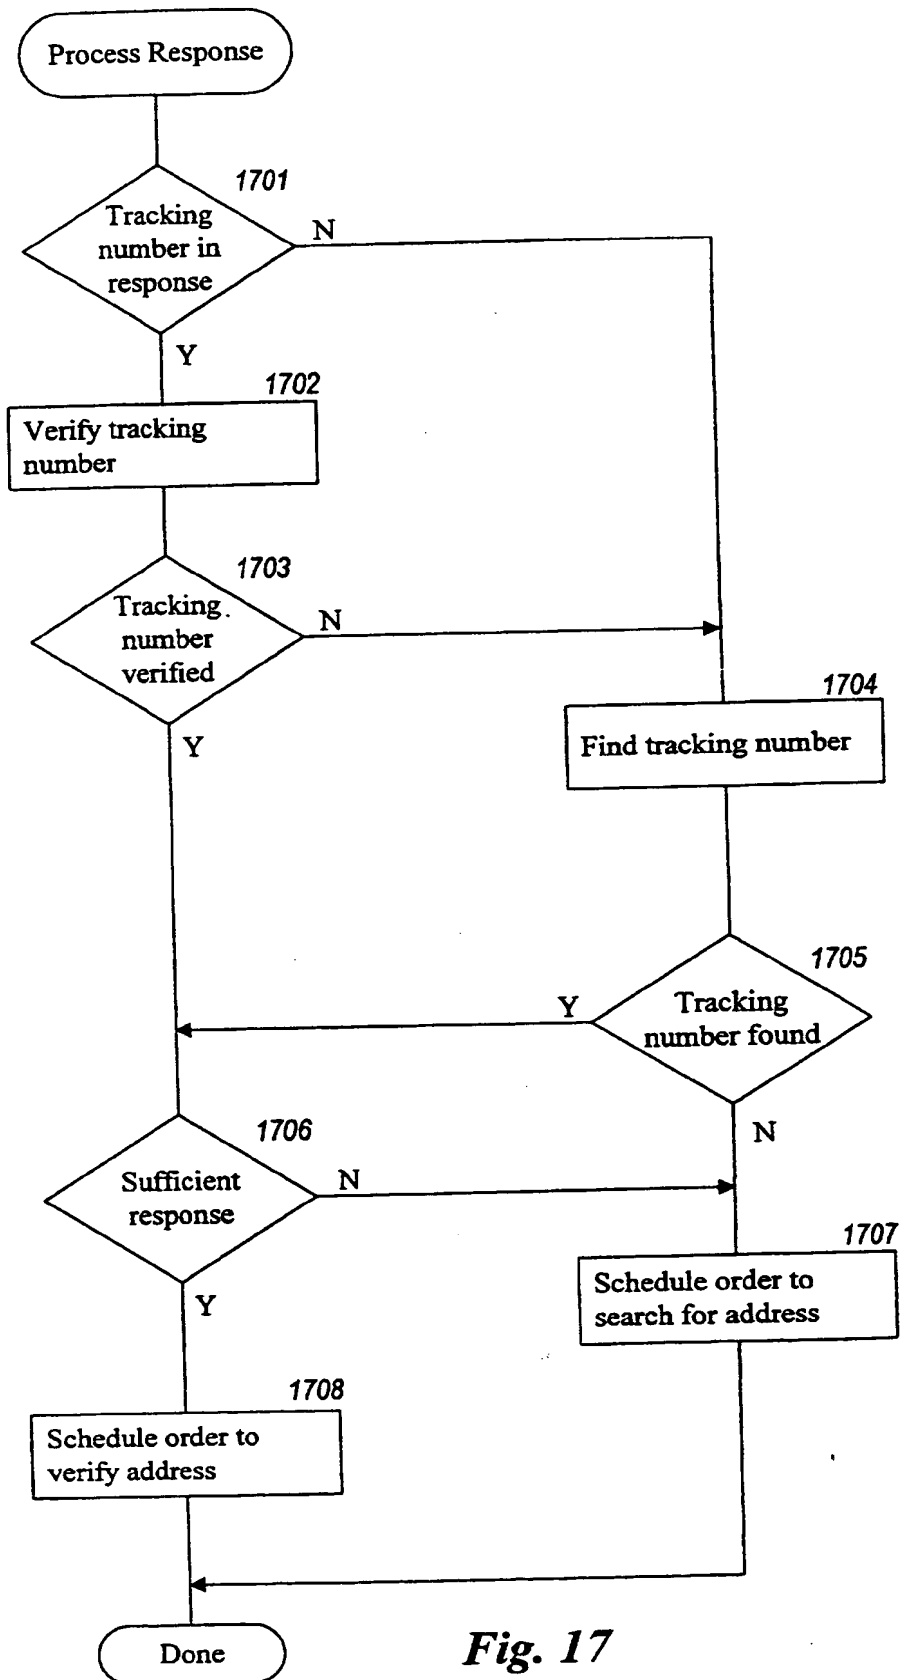 Process Response
1701
Tracking
number in
response
N
Y
1702
Verify tracking
number
1703
Tracking
number
verified
N
Y
1704
Find tracking number
1705
Tracking
number found
Y
N
1706
Sufficient
response
N
Y
1707
Schedule order to
search for address
1708
Schedule order to
verify address
Done
Fig. 17